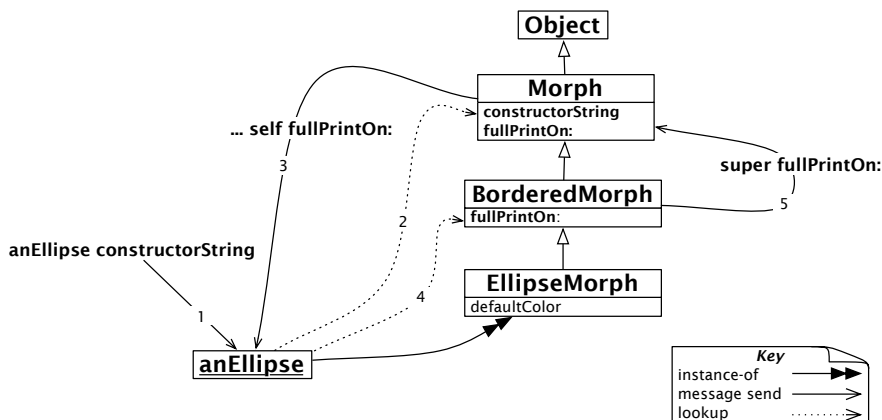 Object
Morph
constructorString
fullPrintOn:
... self fullPrintOn:
3
super fullPrintOn:
BorderedMorph
fullPrintOn:
5
2
anEllipse constructorString
EllipseMorph
defaultColor
4
1
anEllipse
Key
instance-of
message send
lookup